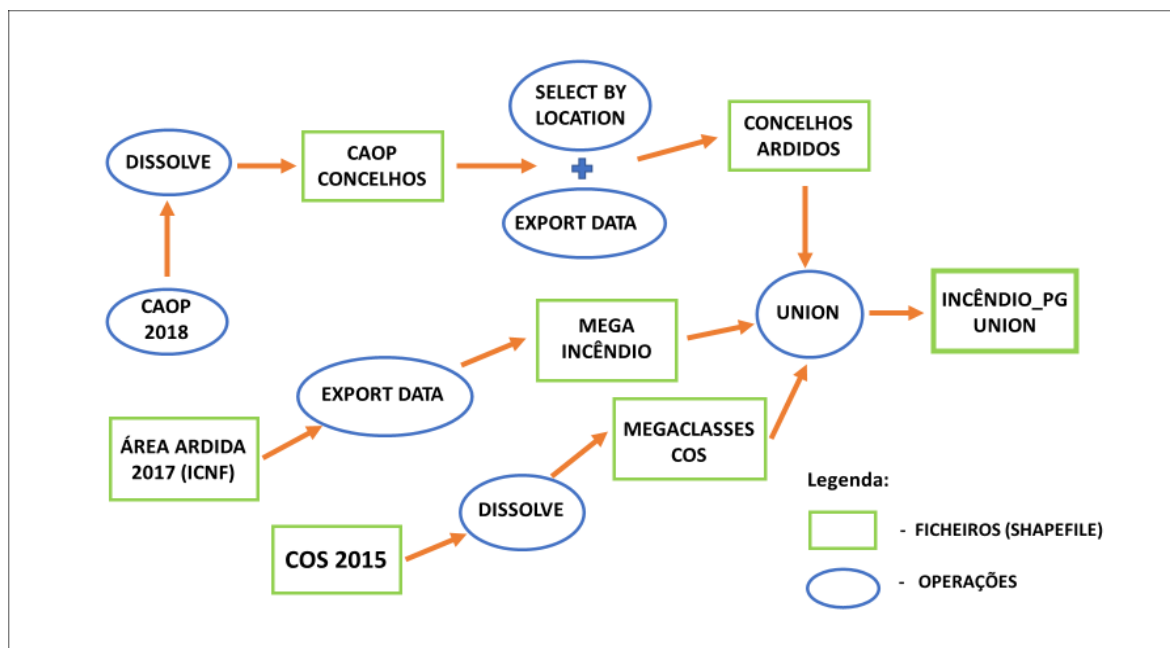 SELECT BY
LOCATION
CONCELHOS
ARDIDOS
DISSOLVE
CAOP
CONCELHOS
EXPORT DATA
CAOP
2018
MEGA
INCÊNDIO
UNION
INCÊNDIO_PG
UNION
EXPORT DATA
ÁREA ARDIDA
2017 (ICNF)
MEGACLASSES
COS
DISSOLVE
COS 2015
Legenda:
- FICHEIROS (SHAPEFILE)
- OPERAÇÕES